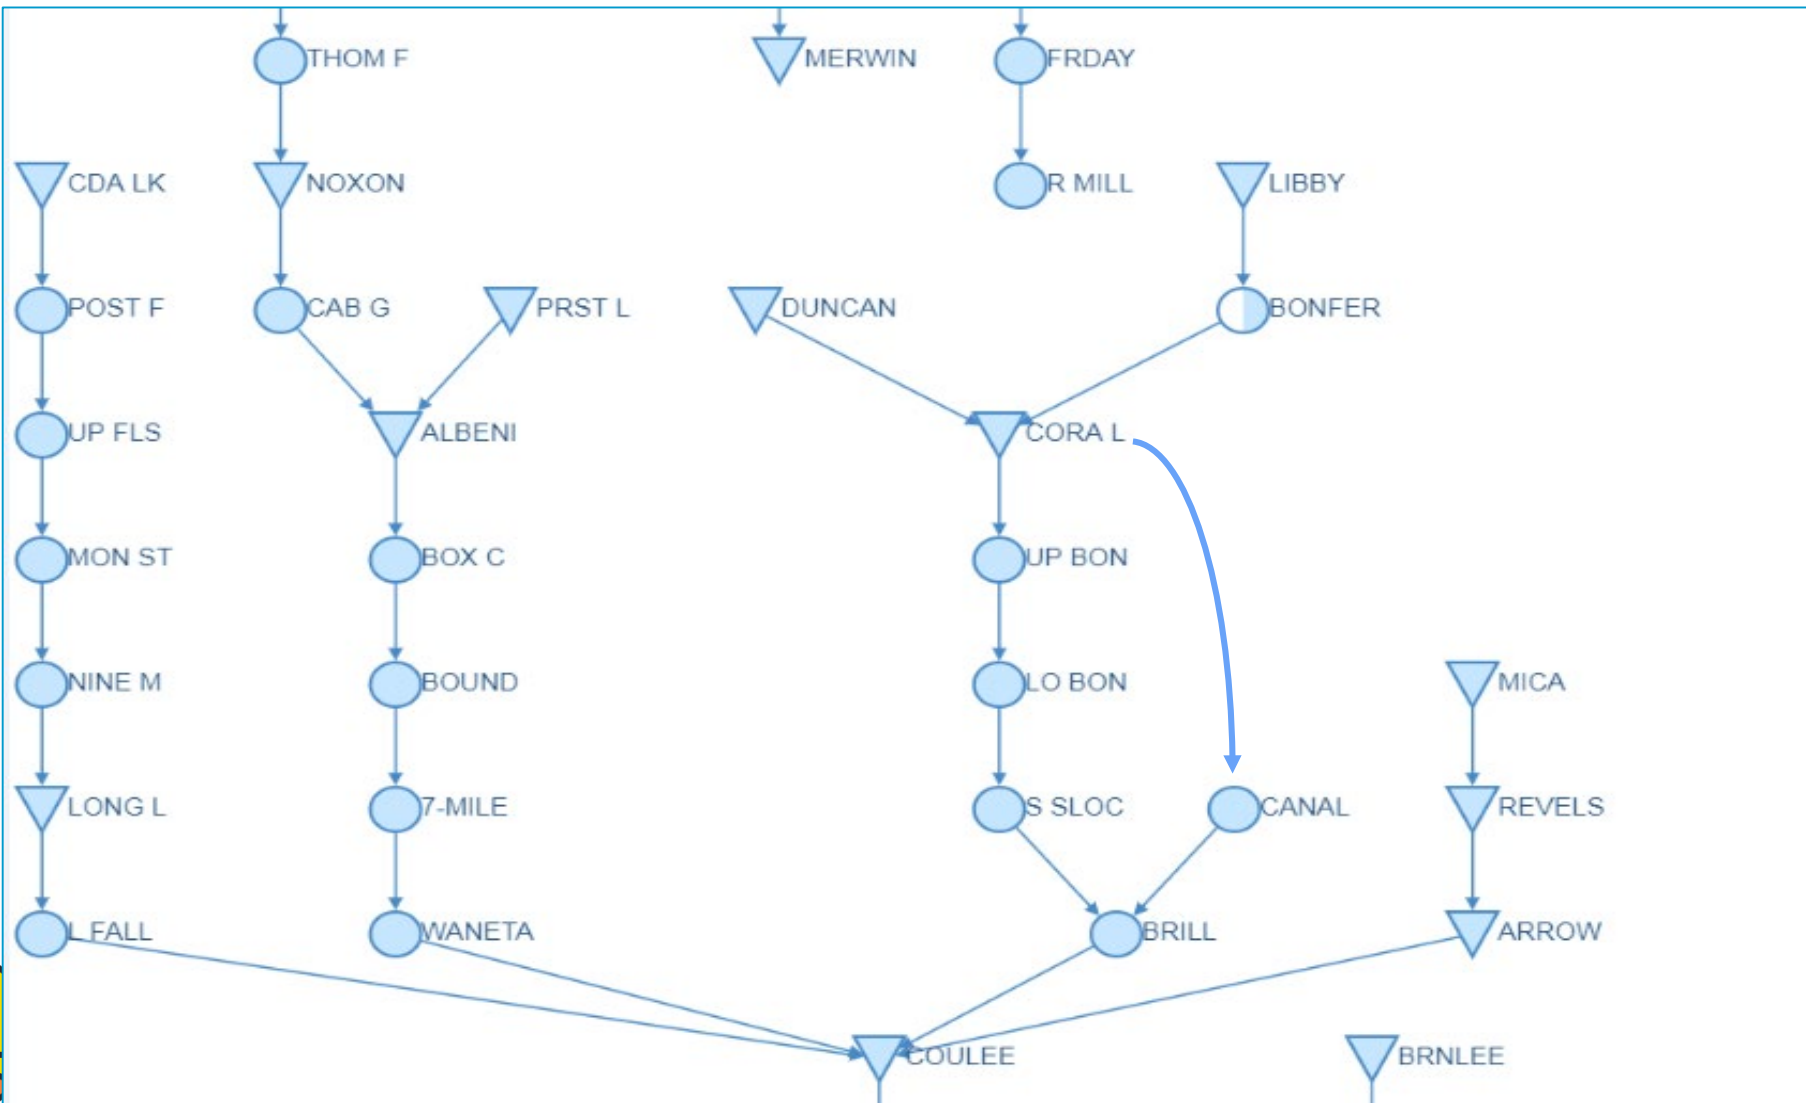 THOM F
MERWIN
FRDAY
CDA LK
NOXON
R MILL
LIBBY
POST F
CAB G
PRST L
DUNCAN
BONFER
UP FLS
ALBENI
CORA L
MON ST
BOX C
UP BON
NINE M
BOUND
LO BON
MICA
LONG L
7-MILE
S SLOC
CANAL
REVELS
L FALL
WANETA
BRILL
ARROW
COULEE
BRNLEE